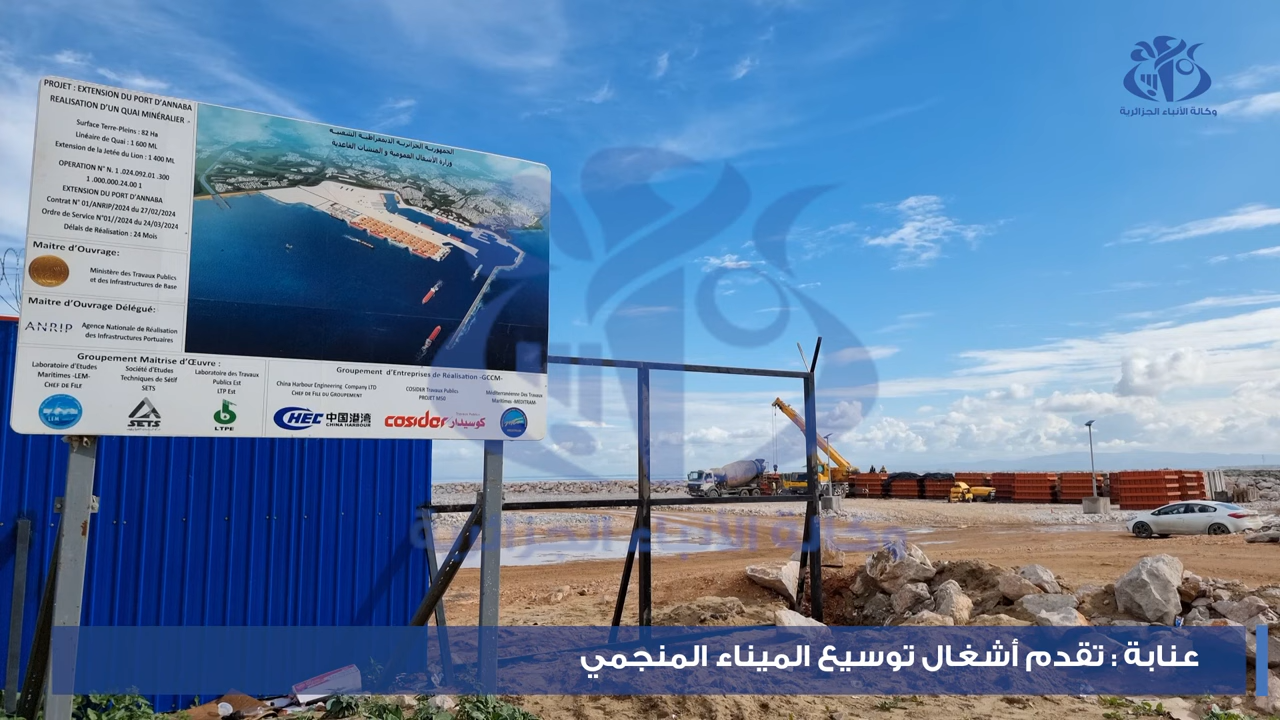 PROJET : EXTENSION DU PORT D'ANNABA
REALISATION D'UN QUAI MINÉRALIER -
Surface Terre-Pleins : 82 Ha
Linéaire de Quai : 1 600 ML
Extension de la Jetée du Lion : 1 400 ML
OPERATION N° N. 1 .024.092.01 .300
1 .000.000.24.00 1
EXTENSION DU PORT D'ANNABA
Contrat N° 01/ANRIP/2024 du 27/02/2024
Ordre de Service N°01//2024 du 24/03/2024
Délais de Réalisation : 24 Mois
Maitre d'Ouvrage:
Ministère des Travaux Publics
et des Infrastructures de Base
Maitre d'Ouvrage Délégué:
ANRIP
Agence Nationale de Réalisation
des Infrastructures Portuaires
الجمهورية الجزائرية الديمقراطية الشعبية
وزارة الأشغال العمومية و المنشآت القاعدية
Groupement Maitrise d'Œuvre :
Laboratoire d'Etudes
Maritimes -LEM-
CHEF DE FILE
LEM
Société d'Etudes
Techniques de Sétif
SETS
SETS
Laboratoire des Travaux
Publics Est
LTP Est
LTPE
Groupement d'Entreprises de Réalisation -GCCM-
China Harbour Engineering Company LTD
CHEF DE FILE DU GROUPEMENT
CHEC 中国港湾
CHINA HARBOUR
COSIDER Travaux Publics
PROJET M50
cosider كوسيدار
Méditerranéenne Des Travaux
Maritimes -MEDITRAM
وكالة الأنباء الجزائرية
وكالة الأنباء الجزائرية
عنابة : تقدم أشغال توسيع الميناء المنجمي